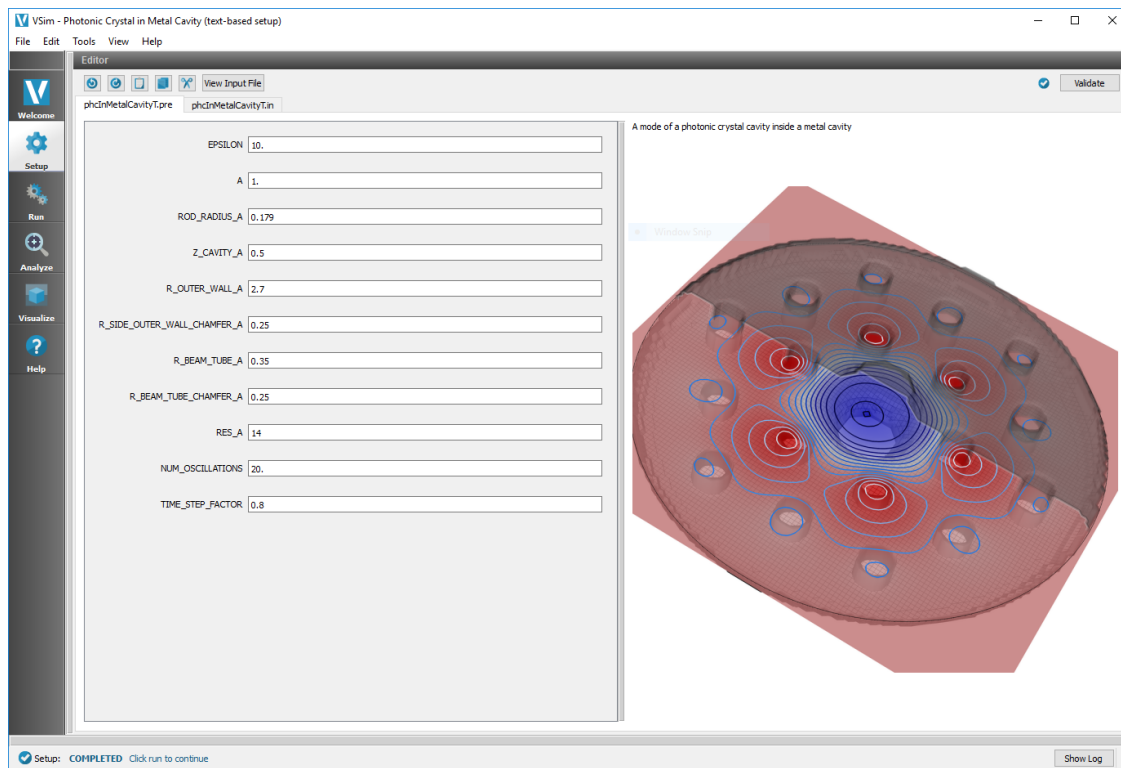 VSim - Photonic Crystal in Metal Cavity (text-based setup)
File Edit Tools View Help
Editor
View Input File
Validate
phcInMetalCavityT.pre phcInMetalCavityT.in
Welcome
Setup
Run
Analyze
Visualize
Help
EPSILON 10.
A 1.
ROD_RADIUS_A 0.179
Z_CAVITY_A 0.5
R_OUTER_WALL_A 2.7
R_SIDE_OUTER_WALL_CHAMFER_A 0.25
R_BEAM_TUBE_A 0.35
R_BEAM_TUBE_CHAMFER_A 0.25
RES_A 14
NUM_OSCILLATIONS 20.
TIME_STEP_FACTOR 0.8
A mode of a photonic crystal cavity inside a metal cavity
Window Snip
Setup: COMPLETED Click run to continue
Show Log